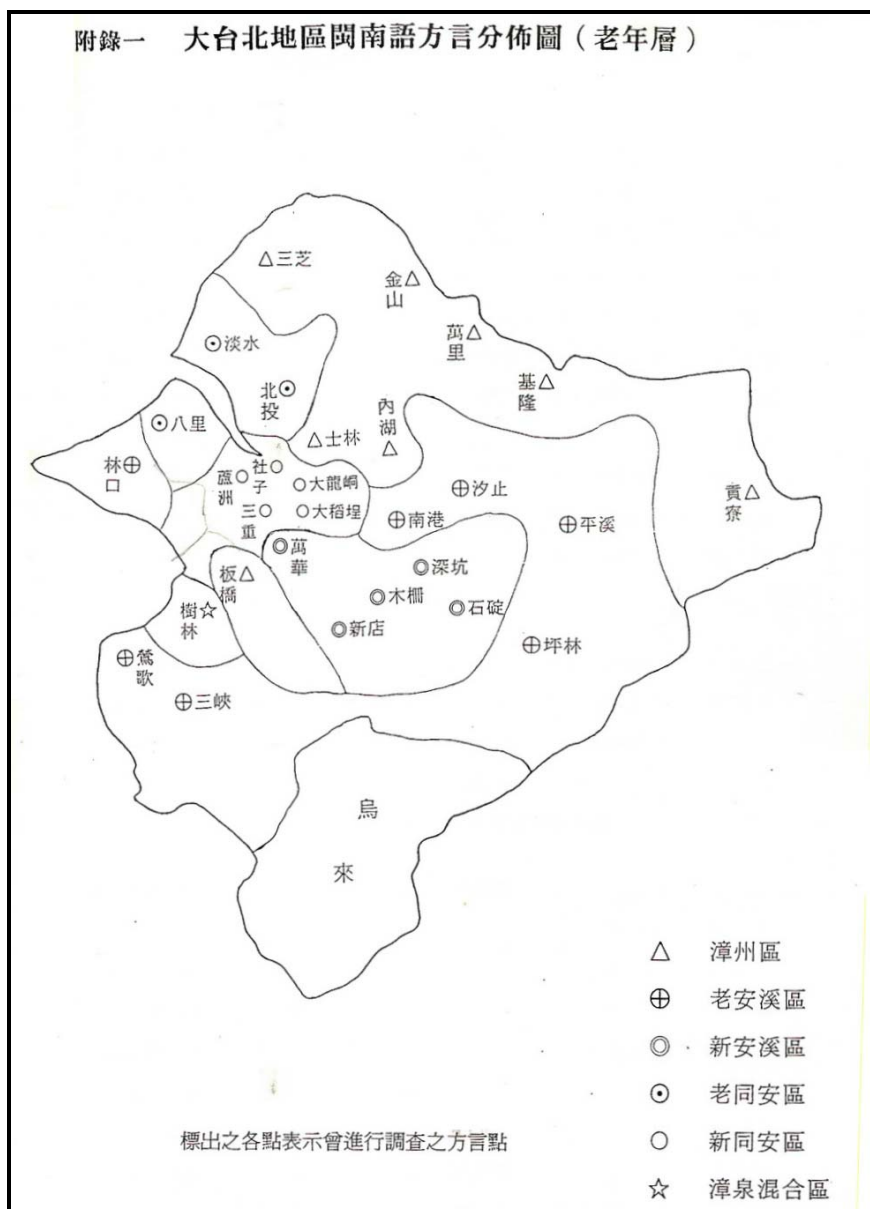 附錄一 大台北地區閩南語方言分佈圖(老年層)
△三芝
金山△
萬里△
⊙淡水
基隆△
北投⊙
內湖△
⊙八里
△士林
林口⊕
社子○
蘆洲○
○大龍峒
⊕汐止
貢寮△
三重○
○大稻埕
⊕南港
⊕平溪
◎萬華
板橋△
◎深坑
◎木柵
◎石碇
樹林☆
◎新店
⊕坪林
⊕鶯歌
⊕三峽
烏來
△ 漳州區
⊕ 老安溪區
◎ 新安溪區
⊙ 老同安區
○ 新同安區
☆ 漳泉混合區
標出之各點表示曾進行調查之方言點